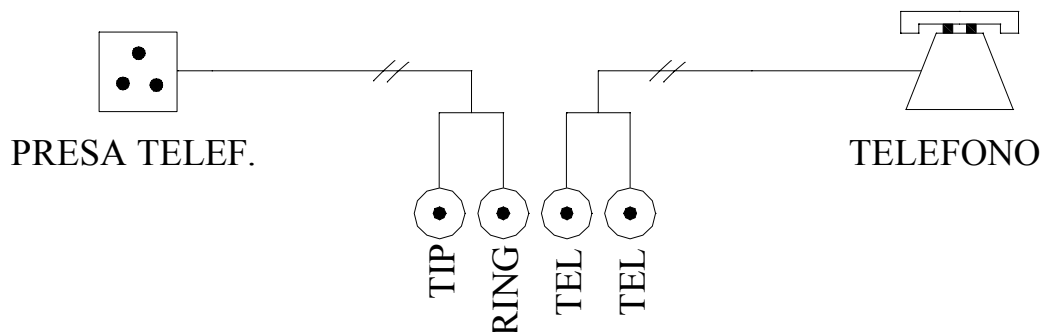 PRESA TELEF.
TELEFONO
TIP
RING
TEL
TEL